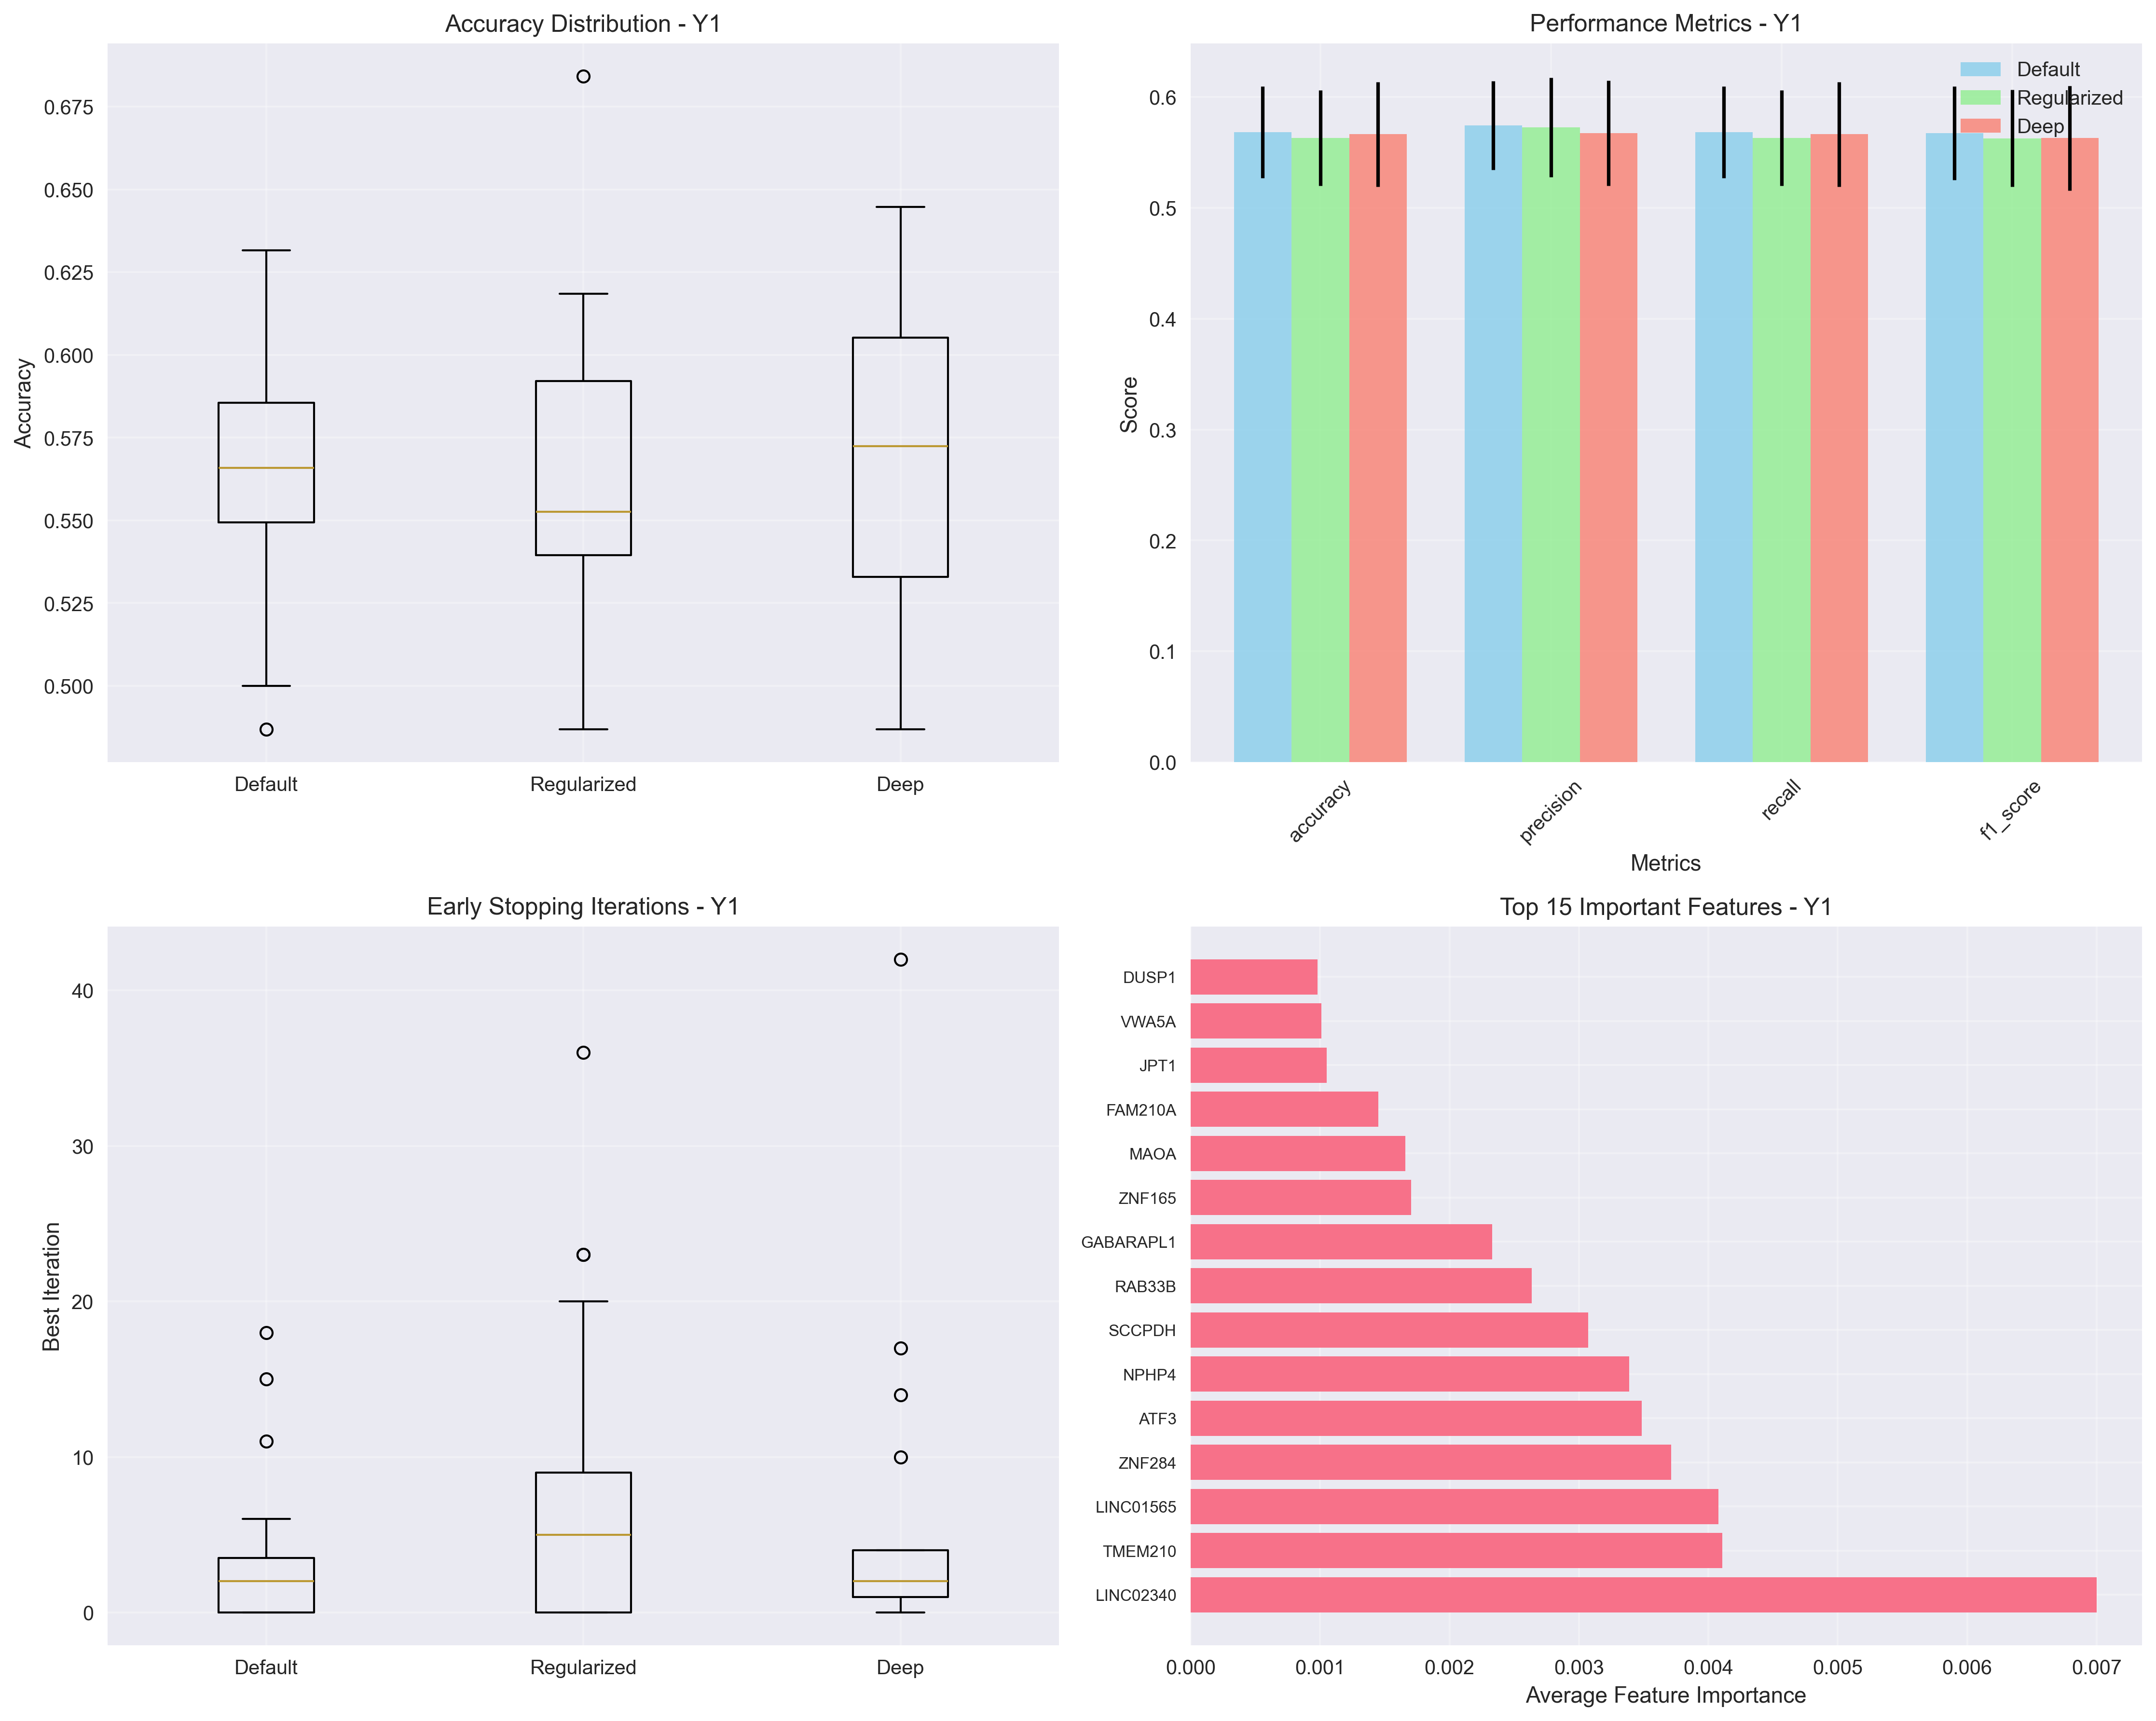 Accuracy Distribution - Y1
Accuracy
0.675
0.650
0.625
0.600
0.575
0.550
0.525
0.500
Default
Regularized
Deep
Performance Metrics - Y1
Default
Regularized
Deep
Score
0.6
0.5
0.4
0.3
0.2
0.1
0.0
accuracy
precision
recall
f1_score
Metrics
Early Stopping Iterations - Y1
Best Iteration
40
30
20
10
0
Default
Regularized
Deep
Top 15 Important Features - Y1
DUSP1
VWA5A
JPT1
FAM210A
MAOA
ZNF165
GABARAPL1
RAB33B
SCCPDH
NPHP4
ATF3
ZNF284
LINC01565
TMEM210
LINC02340
0.000
0.001
0.002
0.003
0.004
0.005
0.006
0.007
Average Feature Importance